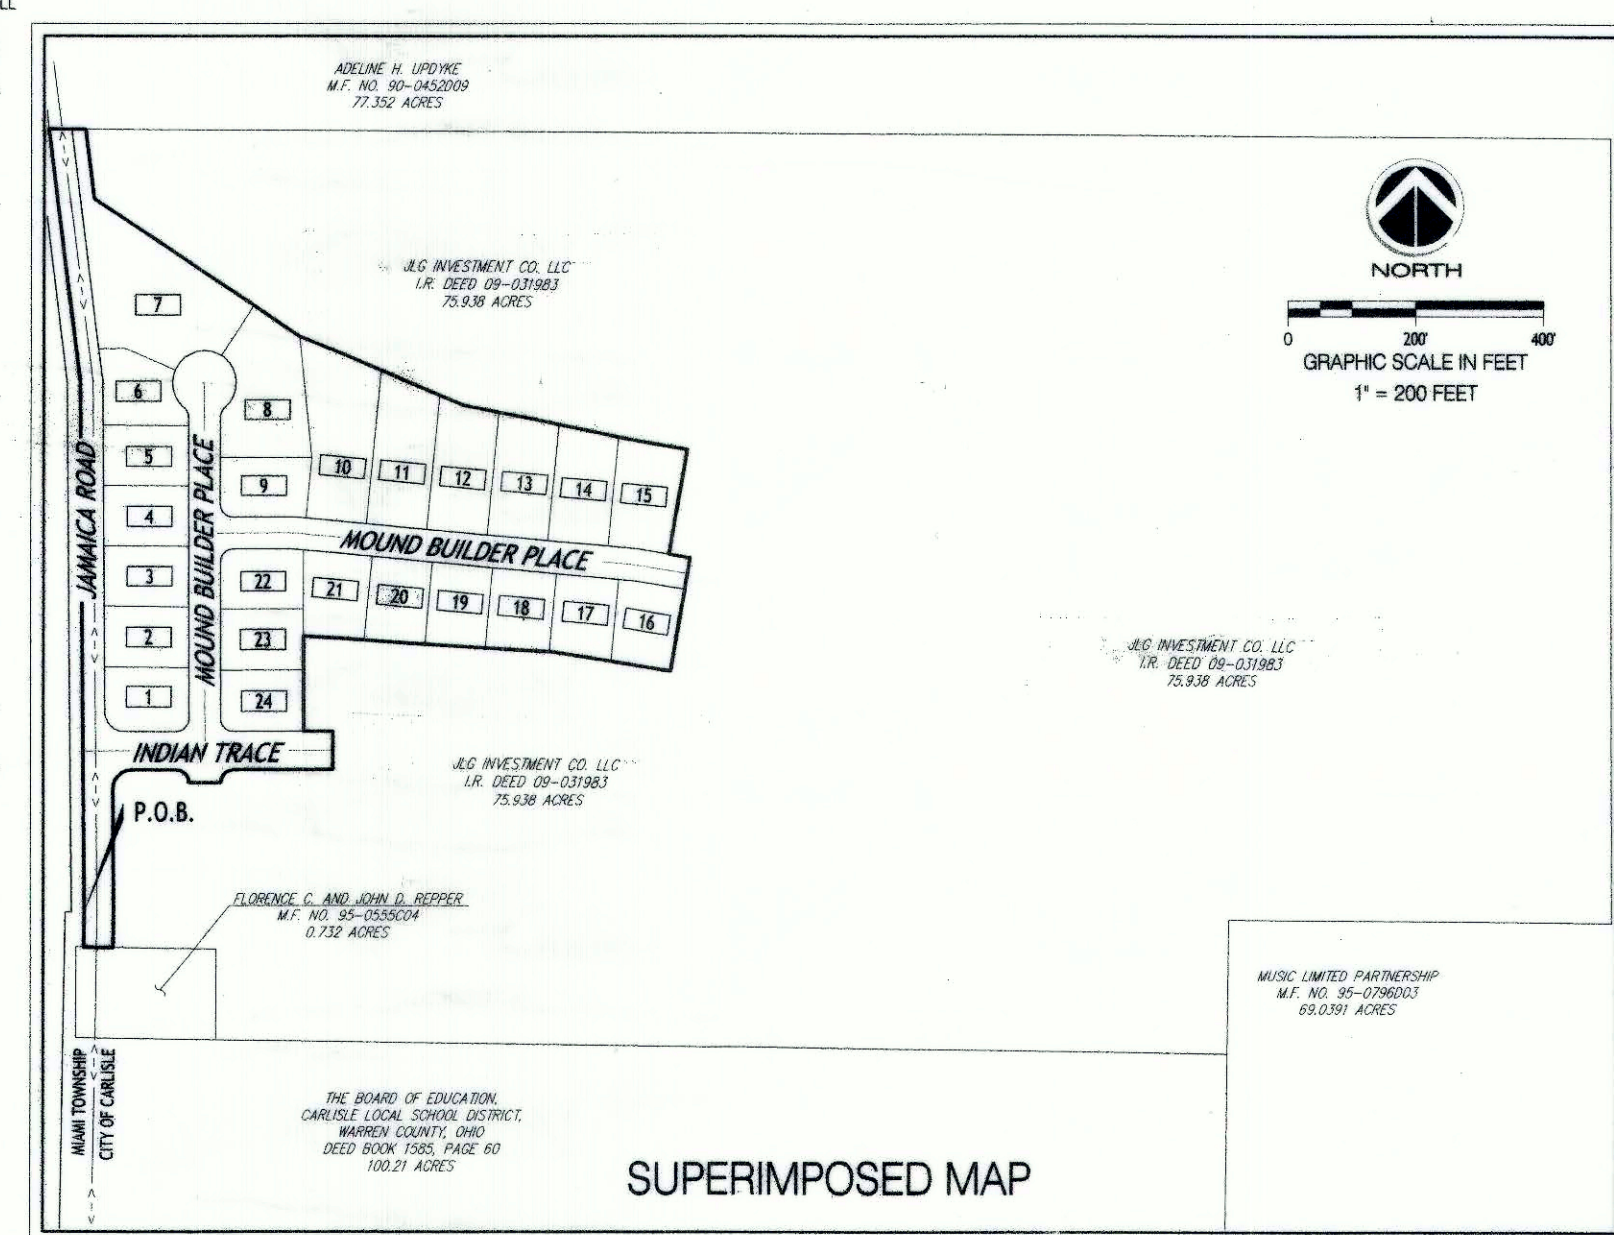 LL
ADELINE H. UPDYKE
M.F. NO. 90-0452D09
77.352 ACRES
NORTH
0 200' 400'
GRAPHIC SCALE IN FEET
1" = 200 FEET
JLG INVESTMENT CO. LLC
I.R. DEED 09-031983
75.938 ACRES
7
6
8
5
9
10
11
12
13
14
15
4
3
22
21
20
19
18
17
16
2
23
1
24
JAMAICA ROAD
MOUND BUILDER PLACE
MOUND BUILDER PLACE
INDIAN TRACE
JLG INVESTMENT CO. LLC
I.R. DEED 09-031983
75.938 ACRES
JLG INVESTMENT CO. LLC
I.R. DEED 09-031983
75.938 ACRES
P.O.B.
FLORENCE C. AND JOHN D. REPPER
M.F. NO. 95-0555C04
0.732 ACRES
MUSIC LIMITED PARTNERSHIP
M.F. NO. 95-0796D03
69.0391 ACRES
MIAMI TOWNSHIP
CITY OF CARLISLE
THE BOARD OF EDUCATION,
CARLISLE LOCAL SCHOOL DISTRICT,
WARREN COUNTY, OHIO
DEED BOOK 1585, PAGE 60
100.21 ACRES
SUPERIMPOSED MAP